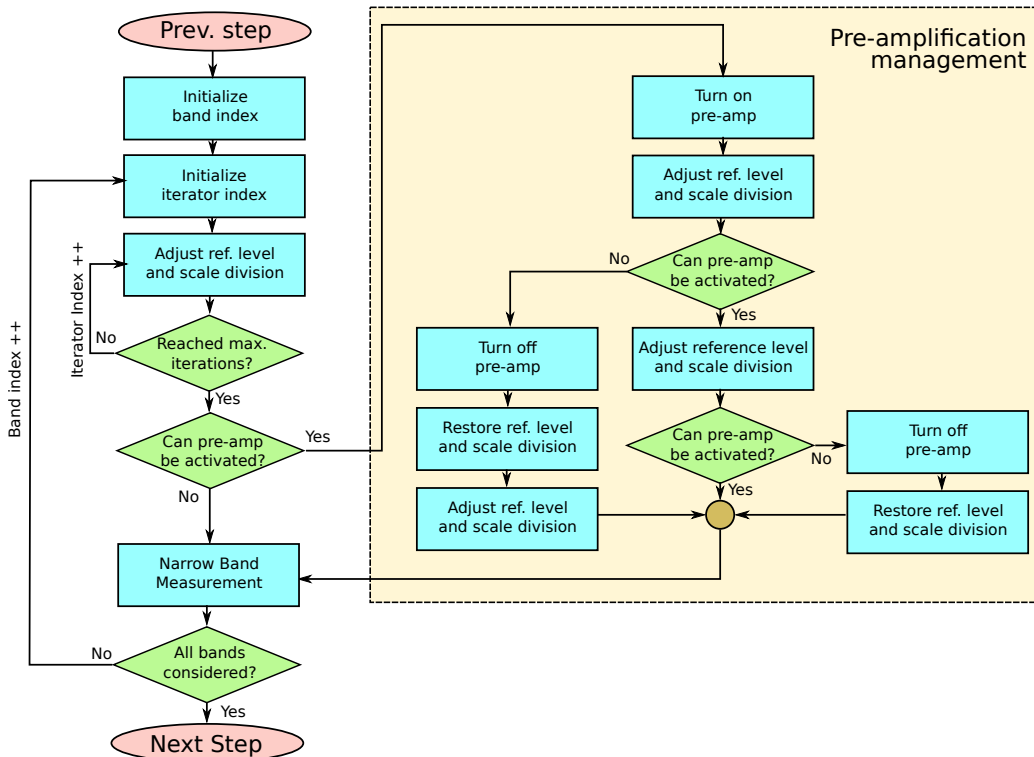 Prev. step
Initialize
band index
Initialize
iterator index
Adjust ref. level
and scale division
Iterator Index ++
Band index ++
No
Reached max.
iterations?
Yes
Can pre-amp
be activated?
Yes
No
Narrow Band
Measurement
All bands
considered?
No
Yes
Next Step
Pre-amplification
management
Turn on
pre-amp
Adjust ref. level
and scale division
Can pre-amp
be activated?
No
Yes
Turn off
pre-amp
Restore ref. level
and scale division
Adjust ref. level
and scale division
Adjust reference level
and scale division
Can pre-amp
be activated?
No
Yes
Turn off
pre-amp
Restore ref. level
and scale division